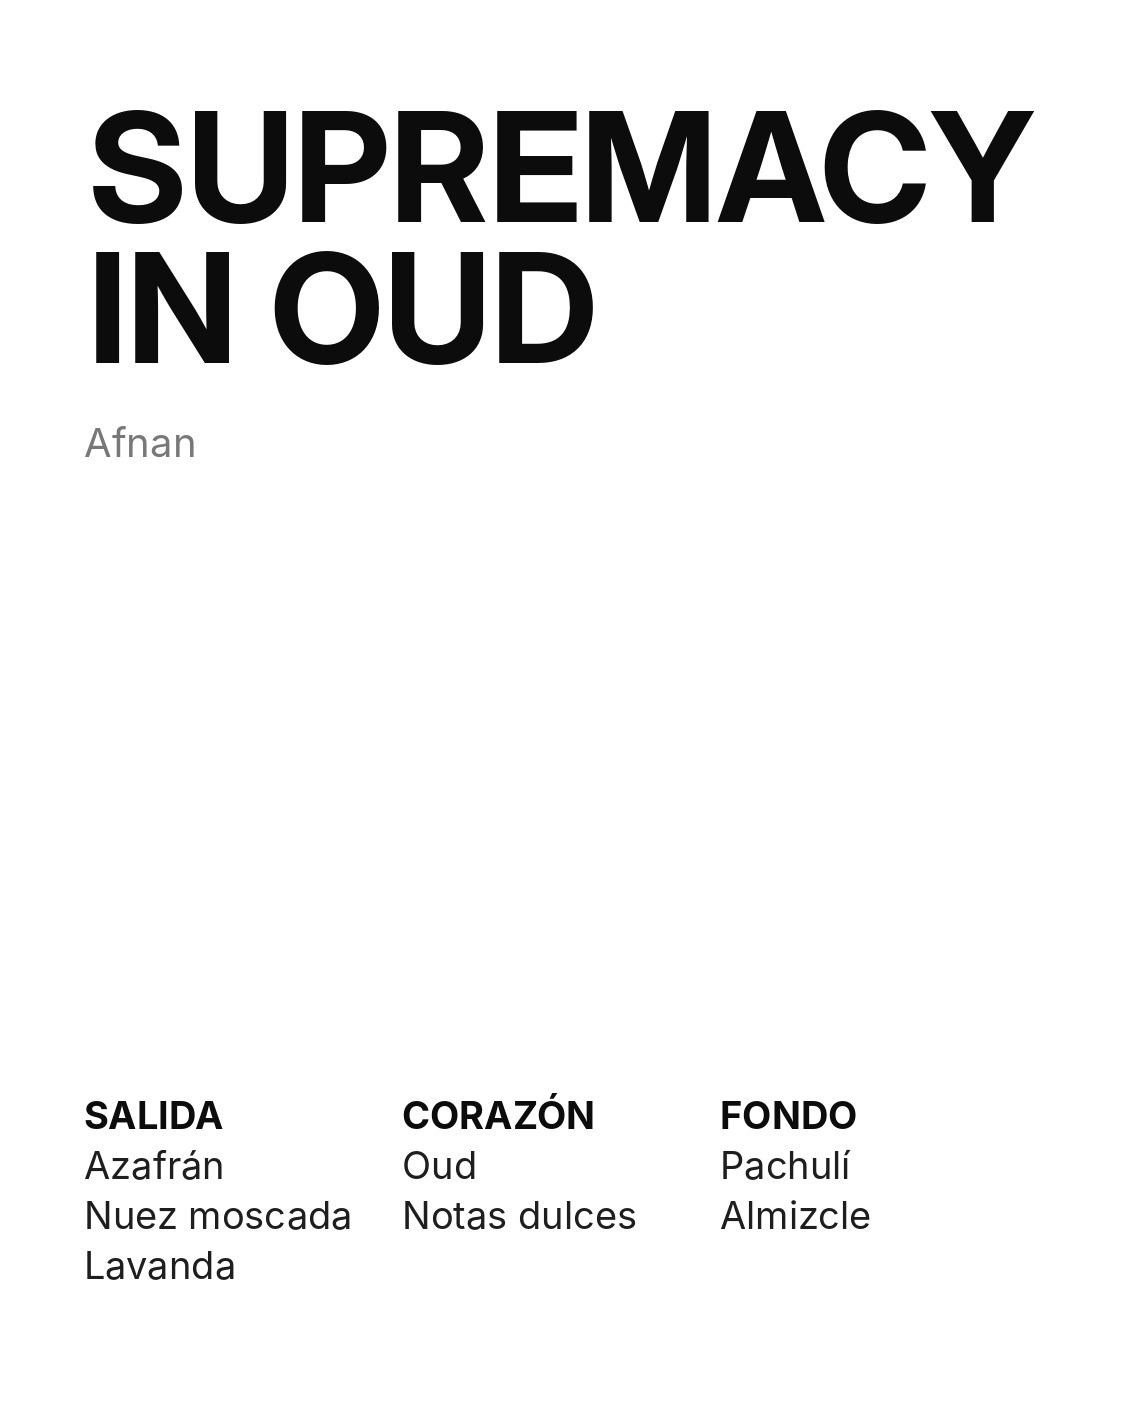 SUPREMACY
IN OUD
Afnan
SALIDA
Azafrán
Nuez moscada
Lavanda
CORAZÓN
Oud
Notas dulces
FONDO
Pachulí
Almizcle